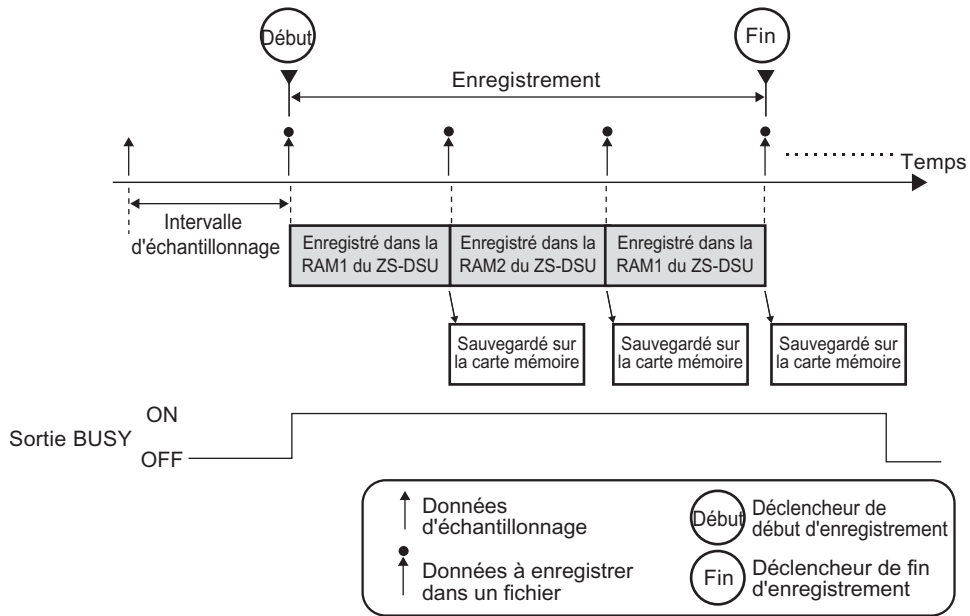 Début
Fin
Enregistrement
Temps
Intervalle
d'échantillonnage
Enregistré dans la
RAM1 du ZS-DSU
Enregistré dans la
RAM2 du ZS-DSU
Enregistré dans la
RAM1 du ZS-DSU
Sauvegardé sur
la carte mémoire
Sauvegardé sur
la carte mémoire
Sauvegardé sur
la carte mémoire
ON
Sortie BUSY
OFF
Données
d'échantillonnage
Début
Déclencheur de
début d'enregistrement
Données à enregistrer
dans un fichier
Fin
Déclencheur de fin
d'enregistrement